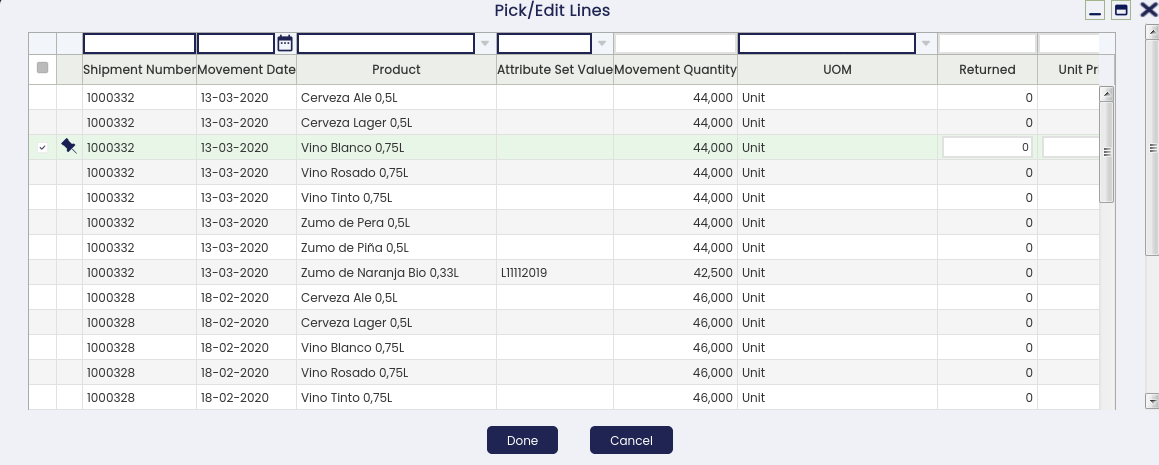 Pick/Edit Lines
Shipment Number Movement Date Product Attribute Set Value Movement Quantity UOM Returned Unit Pr
1000332 13-03-2020 Cerveza Ale 0,5L 44,000 Unit 0
1000332 13-03-2020 Cerveza Lager 0,5L 44,000 Unit 0
1000332 13-03-2020 Vino Blanco 0,75L 44,000 Unit 0
1000332 13-03-2020 Vino Rosado 0,75L 44,000 Unit 0
1000332 13-03-2020 Vino Tinto 0,75L 44,000 Unit 0
1000332 13-03-2020 Zumo de Pera 0,5L 44,000 Unit 0
1000332 13-03-2020 Zumo de Piña 0,5L 44,000 Unit 0
1000332 13-03-2020 Zumo de Naranja Bio 0,33L L11112019 42,500 Unit 0
1000328 18-02-2020 Cerveza Ale 0,5L 46,000 Unit 0
1000328 18-02-2020 Cerveza Lager 0,5L 46,000 Unit 0
1000328 18-02-2020 Vino Blanco 0,75L 46,000 Unit 0
1000328 18-02-2020 Vino Rosado 0,75L 46,000 Unit 0
1000328 18-02-2020 Vino Tinto 0,75L 46,000 Unit 0
Done Cancel